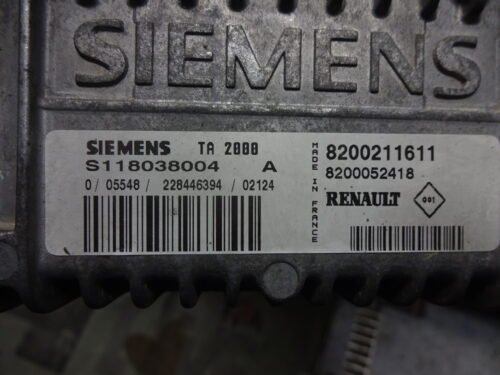 SIEMENS
SIEMENS TA 2000
S118038004 A
0/ 05548/ 228446394 / 02124
MADE IN FRANCE
8200211611
8200052418
RENAULT 001